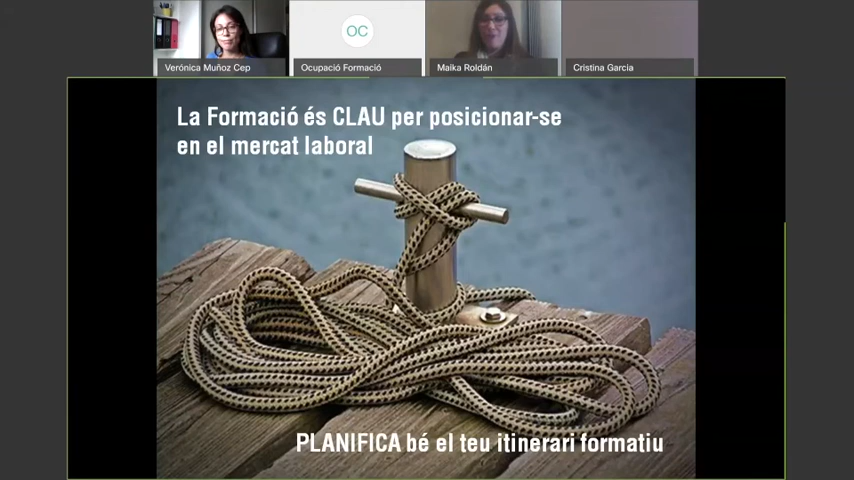 OC
Verónica Muñoz Cep
Ocupació Formació
Maika Roldán
Cristina Garcia
La Formació és CLAU per posicionar-se
en el mercat laboral
PLANIFICA bé el teu itinerari formatiu